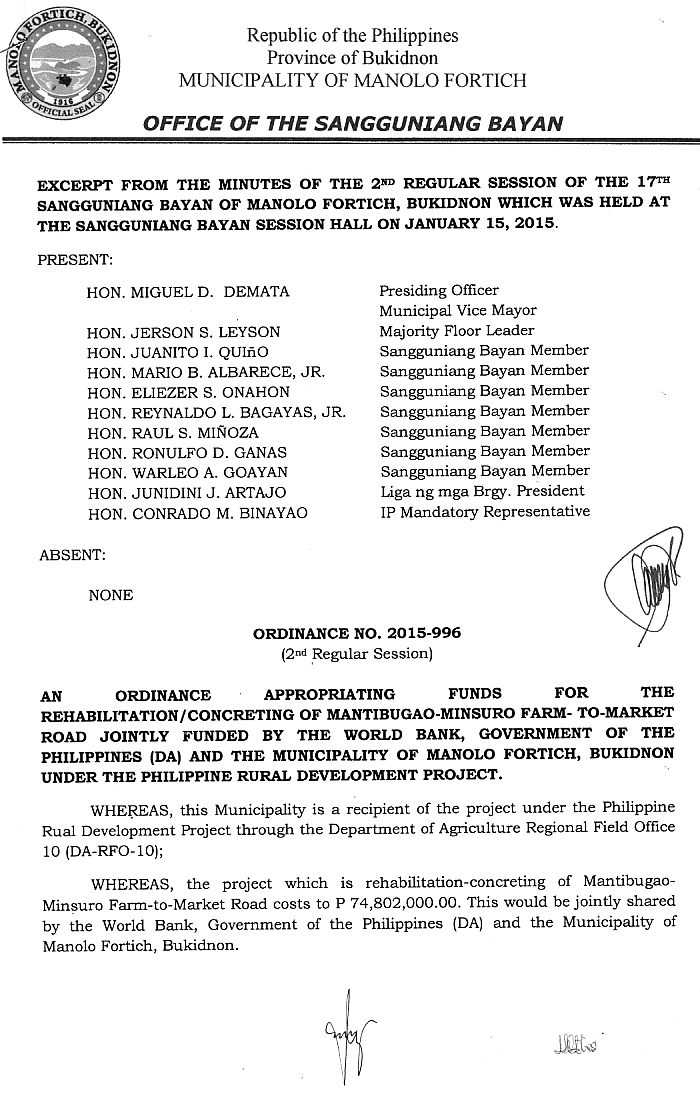 MANOLO FORTICH, BUKIDNON
1916
OFFICIAL SEAL
Republic of the Philippines
Province of Bukidnon
MUNICIPALITY OF MANOLO FORTICH
OFFICE OF THE SANGGUNIANG BAYAN
EXCERPT FROM THE MINUTES OF THE 2ND REGULAR SESSION OF THE 17TH
SANGGUNIANG BAYAN OF MANOLO FORTICH, BUKIDNON WHICH WAS HELD AT
THE SANGGUNIANG BAYAN SESSION HALL ON JANUARY 15, 2015.
PRESENT:
HON. MIGUEL D. DEMATA Presiding Officer
Municipal Vice Mayor
HON. JERSON S. LEYSON Majority Floor Leader
HON. JUANITO I. QUIñO Sangguniang Bayan Member
HON. MARIO B. ALBARECE, JR. Sangguniang Bayan Member
HON. ELIEZER S. ONAHON Sangguniang Bayan Member
HON. REYNALDO L. BAGAYAS, JR. Sangguniang Bayan Member
HON. RAUL S. MIÑOZA Sangguniang Bayan Member
HON. RONULFO D. GANAS Sangguniang Bayan Member
HON. WARLEO A. GOAYAN Sangguniang Bayan Member
HON. JUNIDINI J. ARTAJO Liga ng mga Brgy. President
HON. CONRADO M. BINAYAO IP Mandatory Representative
ABSENT:
NONE
ORDINANCE NO. 2015-996
(2nd Regular Session)
AN ORDINANCE APPROPRIATING FUNDS FOR THE
REHABILITATION/CONCRETING OF MANTIBUGAO-MINSURO FARM- TO-MARKET
ROAD JOINTLY FUNDED BY THE WORLD BANK, GOVERNMENT OF THE
PHILIPPINES (DA) AND THE MUNICIPALITY OF MANOLO FORTICH, BUKIDNON
UNDER THE PHILIPPINE RURAL DEVELOPMENT PROJECT.
WHEREAS, this Municipality is a recipient of the project under the Philippine
Rual Development Project through the Department of Agriculture Regional Field Office
10 (DA-RFO-10);
WHEREAS, the project which is rehabilitation-concreting of Mantibugao-
Minsuro Farm-to-Market Road costs to P 74,802,000.00. This would be jointly shared
by the World Bank, Government of the Philippines (DA) and the Municipality of
Manolo Fortich, Bukidnon.